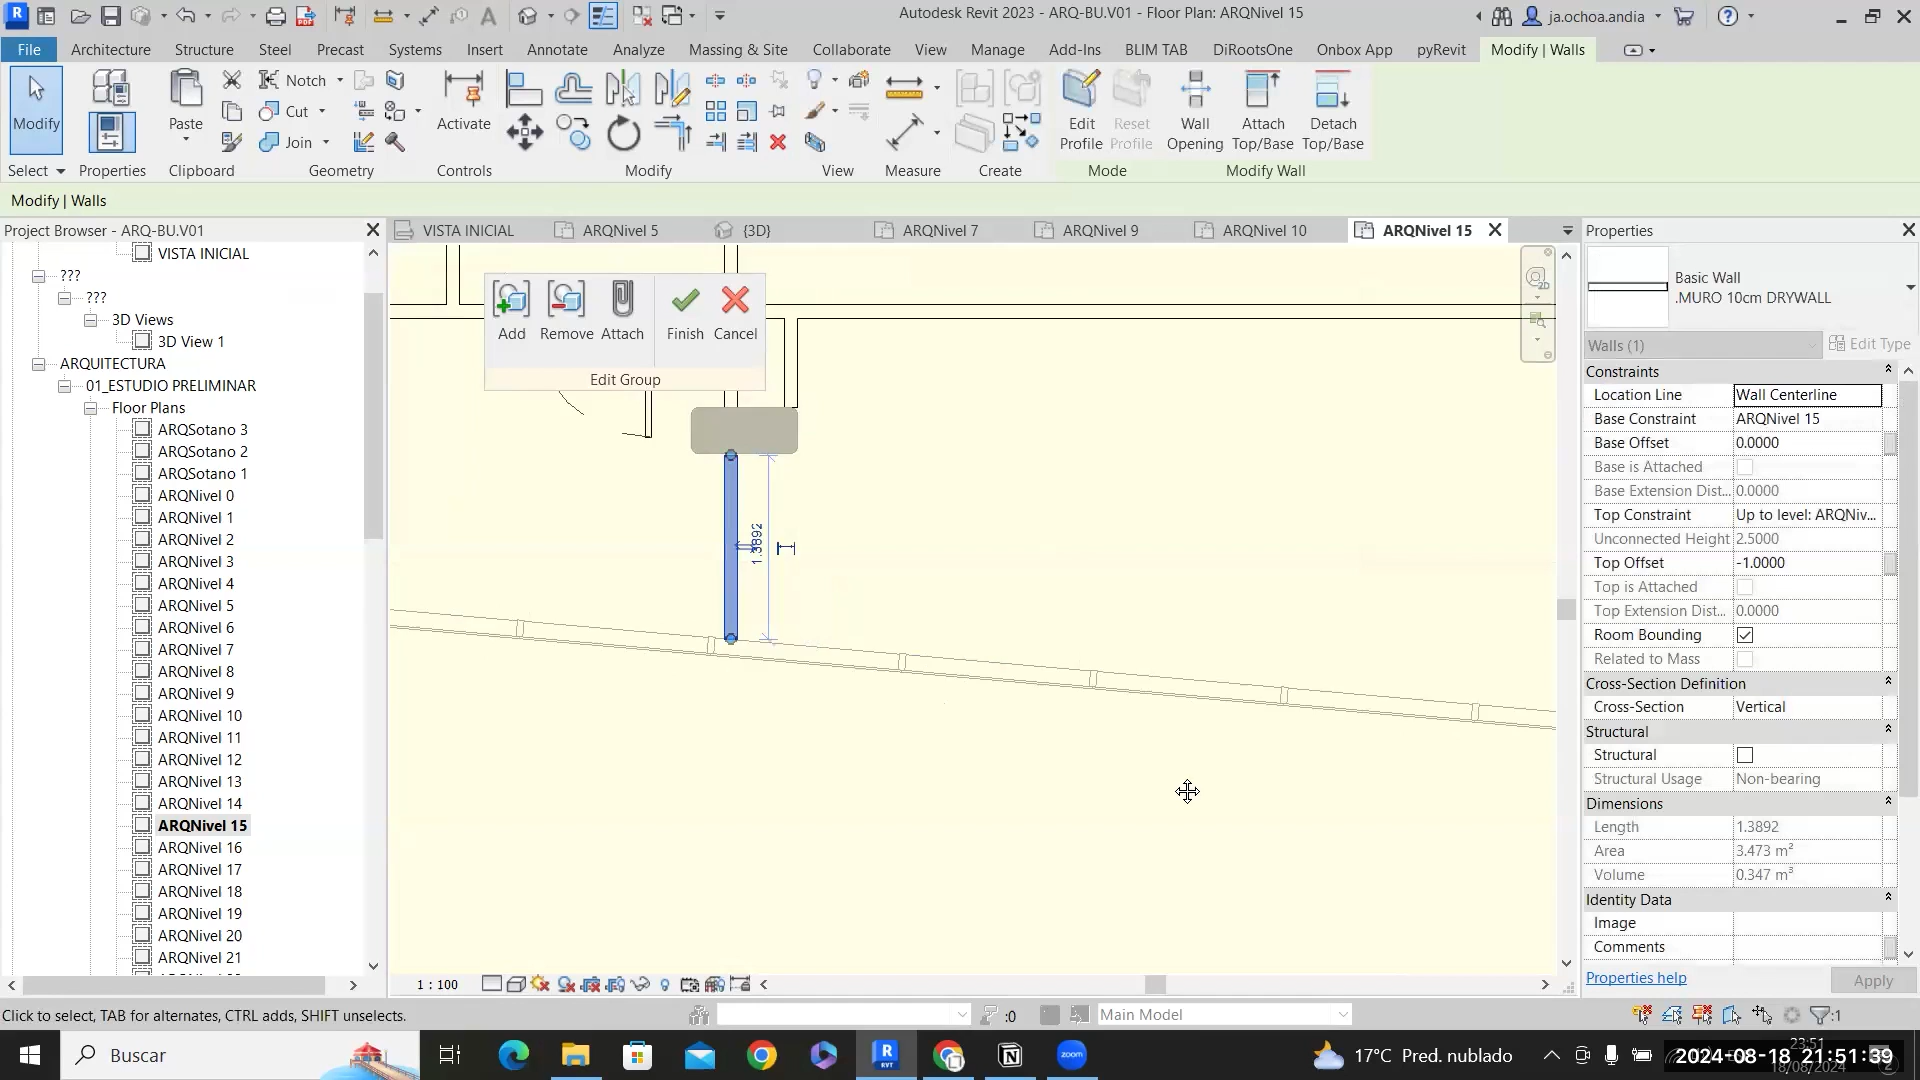 Autodesk Revit 2023 - ARQ-BU.V01 - Floor Plan: ARQNivel 15
ja.ochoa.andia
File Architecture Structure Steel Precast Systems Insert Annotate Analyze Massing & Site Collaborate View Manage Add-Ins BLIM TAB DiRootsOne Onbox App pyRevit Modify | Walls
Modify
Paste
Notch
Cut
Join
Activate
Edit Profile
Reset Profile
Wall Opening
Attach Top/Base
Detach Top/Base
Select Properties Clipboard Geometry Controls Modify View Measure Create Mode Modify Wall
Modify | Walls
Project Browser - ARQ-BU.V01
VISTA INICIAL
???
???
3D Views
3D View 1
ARQUITECTURA
01_ESTUDIO PRELIMINAR
Floor Plans
ARQSotano 3
ARQSotano 2
ARQSotano 1
ARQNivel 0
ARQNivel 1
ARQNivel 2
ARQNivel 3
ARQNivel 4
ARQNivel 5
ARQNivel 6
ARQNivel 7
ARQNivel 8
ARQNivel 9
ARQNivel 10
ARQNivel 11
ARQNivel 12
ARQNivel 13
ARQNivel 14
ARQNivel 15
ARQNivel 16
ARQNivel 17
ARQNivel 18
ARQNivel 19
ARQNivel 20
ARQNivel 21
VISTA INICIAL ARQNivel 5 {3D} ARQNivel 7 ARQNivel 9 ARQNivel 10 ARQNivel 15
Add Remove Attach Finish Cancel
Edit Group
1.3892
2D
Properties
Basic Wall
.MURO 10cm DRYWALL
Walls (1) Edit Type
Constraints
Location Line Wall Centerline
Base Constraint ARQNivel 15
Base Offset 0.0000
Base is Attached
Base Extension Dist... 0.0000
Top Constraint Up to level: ARQNiv...
Unconnected Height 2.5000
Top Offset -1.0000
Top is Attached
Top Extension Dist... 0.0000
Room Bounding
Related to Mass
Cross-Section Definition
Cross-Section Vertical
Structural
Structural
Structural Usage Non-bearing
Dimensions
Length 1.3892
Area 3.473 m²
Volume 0.347 m³
Identity Data
Image
Comments
Properties help Apply
1 : 100
Click to select, TAB for alternates, CTRL adds, SHIFT unselects.
:0
Main Model
:1
Buscar
R
RVT
zoom
17°C Pred. nublado
23:51
18/08/2024
2024-08-18 21:51:39